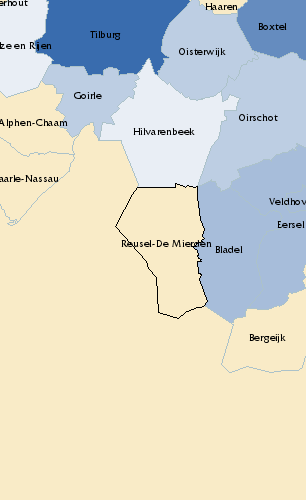 erhout
Haaren
Tilburg
Boxtel
ze en Rijen
Oisterwijk
Goirle
Alphen-Chaam
Oirschot
Hilvarenbeek
aarle-Nassau
Veldhov
Eersel
Reusel-De Mierden
Bladel
Bergeijk